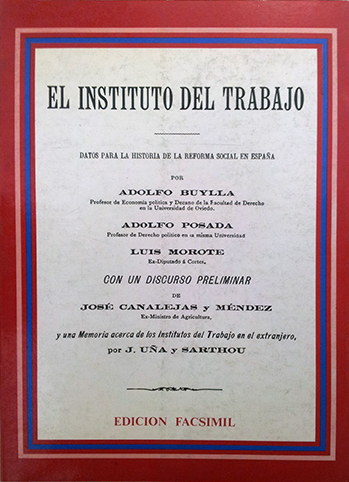 EL INSTITUTO DEL TRABAJO
DATOS PARA LA HISTORIA DE LA REFORMA SOCIAL EN ESPAÑA
POR
ADOLFO BUYLLA
Profesor de Economía política y Decano de la Facultad de Derecho
en la Universidad de Oviedo.
ADOLFO POSADA
Profesor de Derecho político en la misma Universidad
LUIS MOROTE
Ex-Diputado á Cortes,
CON UN DISCURSO PRELIMINAR
DE
JOSÉ CANALEJAS y MÉNDEZ
Ex-Ministro de Agricultura,
y una Memoria acerca de los Institutos del Trabajo en el extranjero,
por J. UÑA y SARTHOU
EDICION FACSIMIL